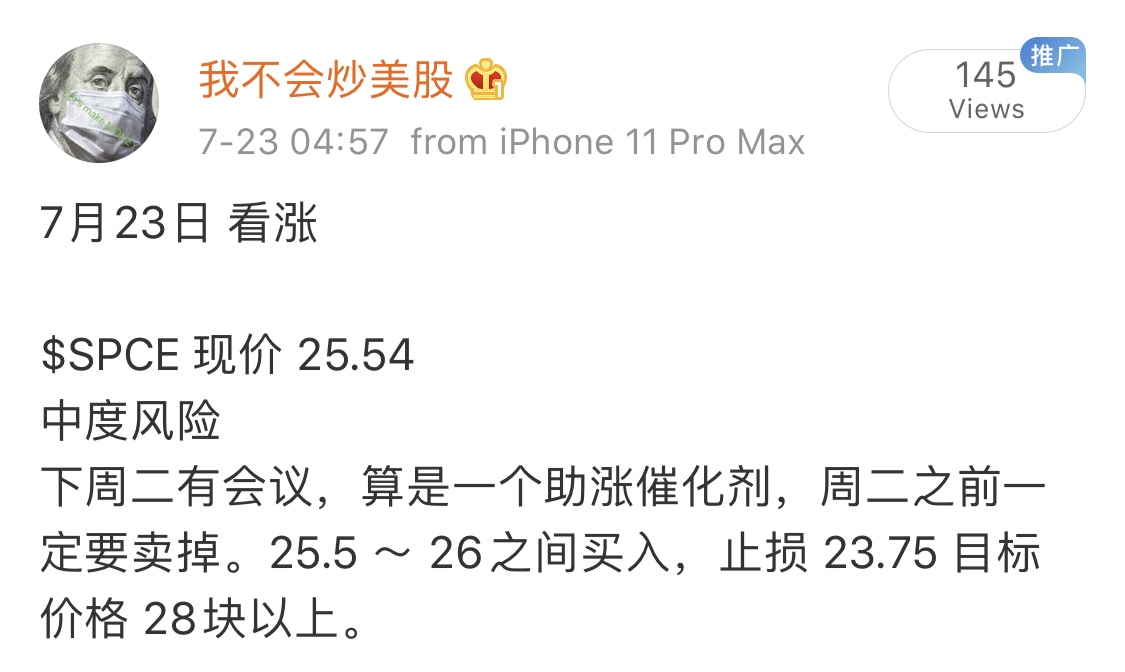 我不会炒美股
推广
145
Views
7-23 04:57 from iPhone 11 Pro Max
7月23日 看涨
$SPCE 现价 25.54
中度风险
下周二有会议，算是一个助涨催化剂，周二之前一
定要卖掉。25.5 ～ 26之间买入，止损 23.75 目标
价格 28块以上。